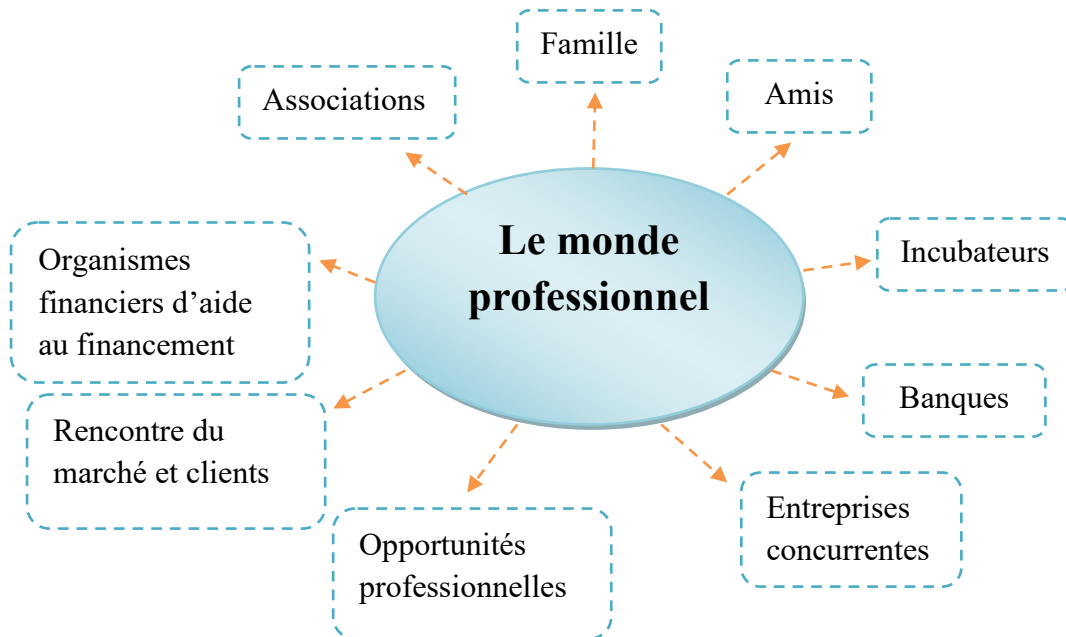 Famille
Associations
Amis
Le monde
professionnel
Incubateurs
Organismes
financiers d’aide
au financement
Banques
Rencontre du
marché et clients
Entreprises
concurrentes
Opportunités
professionnelles